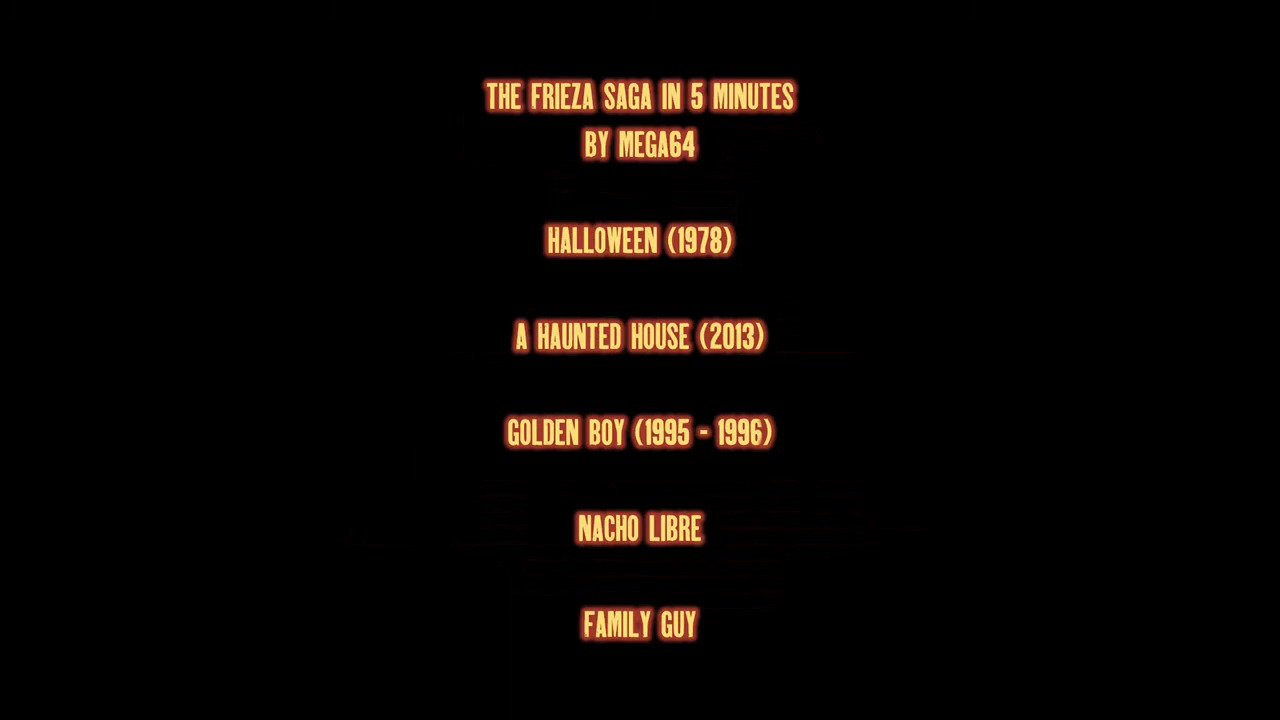 THE FRIEZA SAGA IN 5 MINUTES
BY MEGA64
HALLOWEEN (1978)
A HAUNTED HOUSE (2013)
GOLDEN BOY (1995 - 1996)
NACHO LIBRE
FAMILY GUY